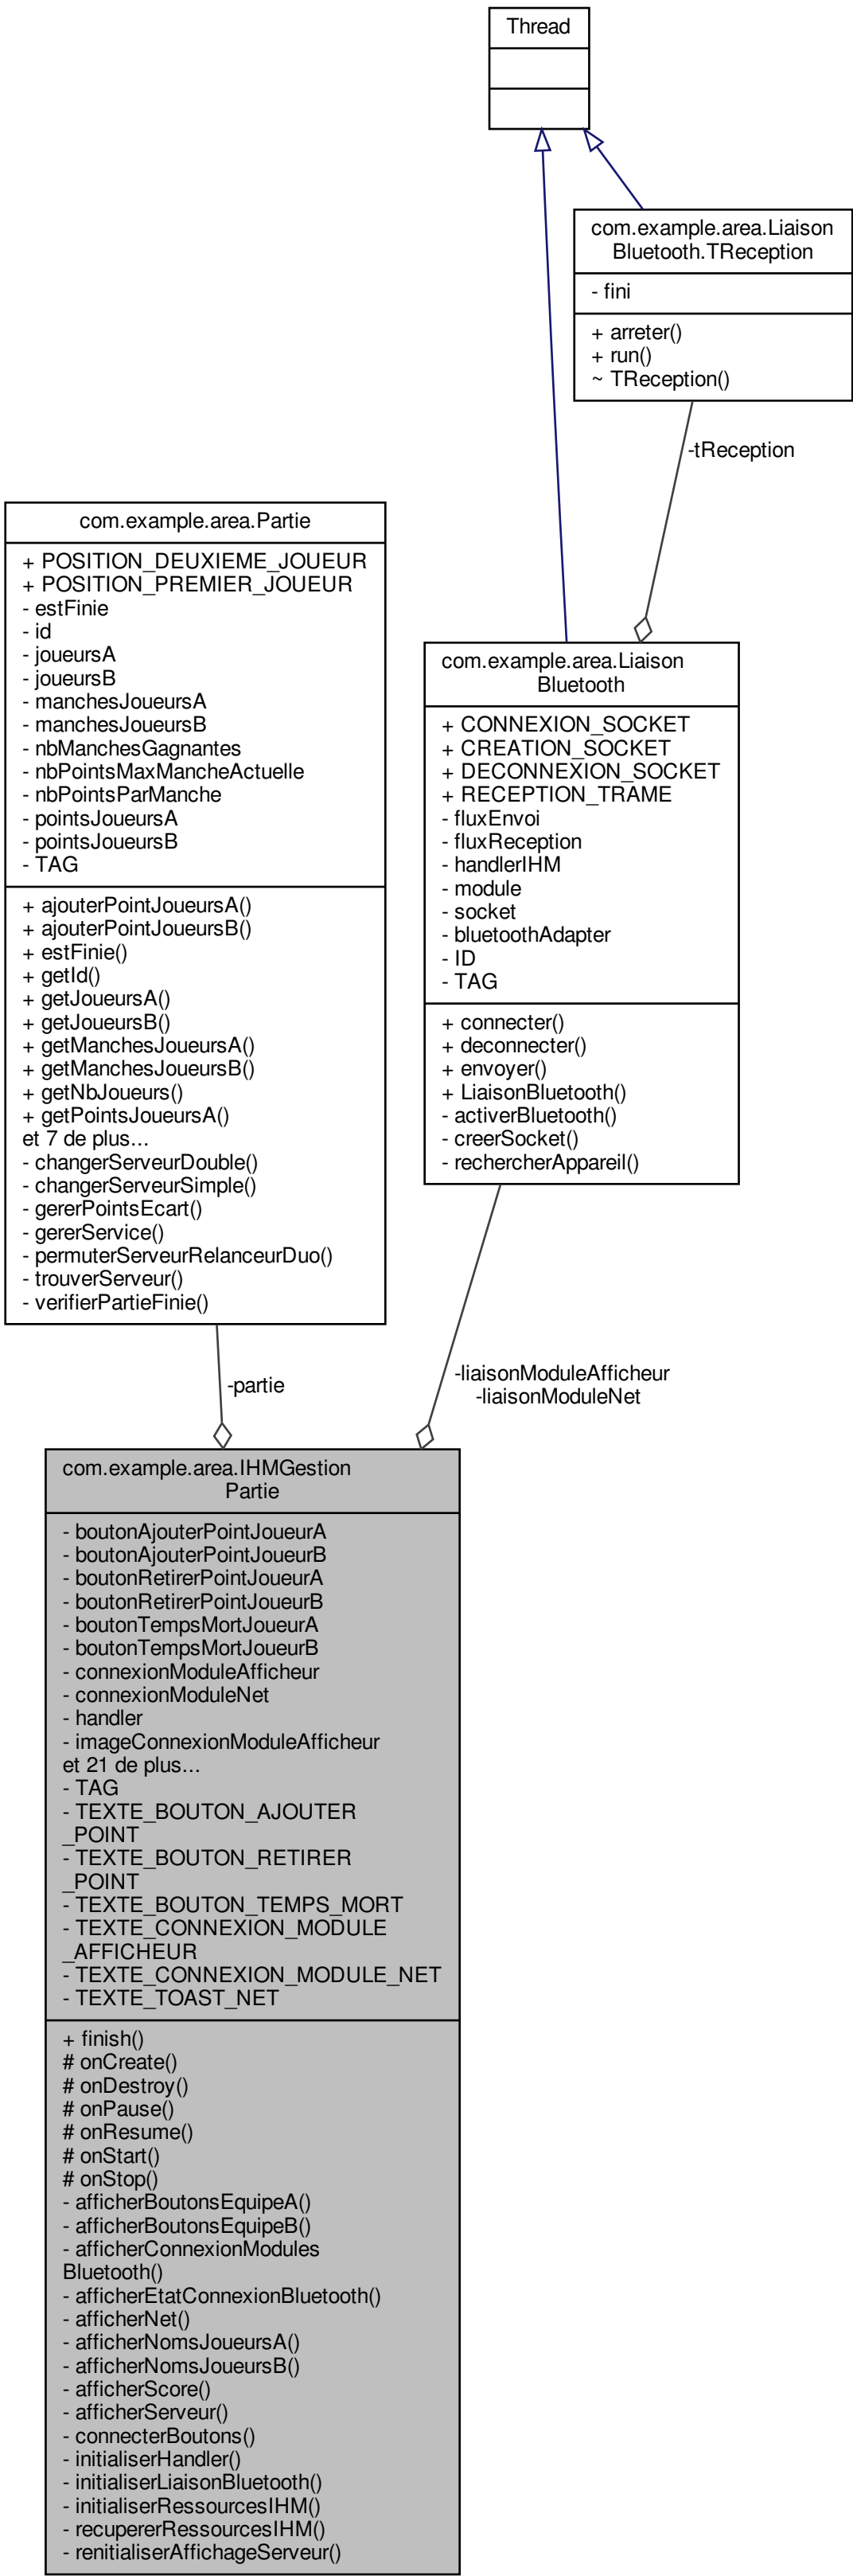 Thread
com.example.area.Liaison
Bluetooth.TReception
- fini
+ arreter()
+ run()
~ TReception()
-tReception
com.example.area.Partie
+ POSITION_DEUXIEME_JOUEUR
+ POSITION_PREMIER_JOUEUR
- estFinie
- id
- joueursA
- joueursB
- manchesJoueursA
- manchesJoueursB
- nbManchesGagnantes
- nbPointsMaxMancheActuelle
- nbPointsParManche
- pointsJoueursA
- pointsJoueursB
- TAG
+ ajouterPointJoueursA()
+ ajouterPointJoueursB()
+ estFinie()
+ getId()
+ getJoueursA()
+ getJoueursB()
+ getManchesJoueursA()
+ getManchesJoueursB()
+ getNbJoueurs()
+ getPointsJoueursA()
et 7 de plus...
- changerServeurDouble()
- changerServeurSimple()
- gererPointsEcart()
- gererService()
- permuterServeurRelanceurDuo()
- trouverServeur()
- verifierPartieFinie()
com.example.area.Liaison
Bluetooth
+ CONNEXION_SOCKET
+ CREATION_SOCKET
+ DECONNEXION_SOCKET
+ RECEPTION_TRAME
- fluxEnvoi
- fluxReception
- handlerIHM
- module
- socket
- bluetoothAdapter
- ID
- TAG
+ connecter()
+ deconnecter()
+ envoyer()
+ LiaisonBluetooth()
- activerBluetooth()
- creerSocket()
- rechercherAppareil()
-partie
-liaisonModuleAfficheur
-liaisonModuleNet
com.example.area.IHMGestion
Partie
- boutonAjouterPointJoueurA
- boutonAjouterPointJoueurB
- boutonRetirerPointJoueurA
- boutonRetirerPointJoueurB
- boutonTempsMortJoueurA
- boutonTempsMortJoueurB
- connexionModuleAfficheur
- connexionModuleNet
- handler
- imageConnexionModuleAfficheur
et 21 de plus...
- TAG
- TEXTE_BOUTON_AJOUTER
_POINT
- TEXTE_BOUTON_RETIRER
_POINT
- TEXTE_BOUTON_TEMPS_MORT
- TEXTE_CONNEXION_MODULE
_AFFICHEUR
- TEXTE_CONNEXION_MODULE_NET
- TEXTE_TOAST_NET
+ finish()
# onCreate()
# onDestroy()
# onPause()
# onResume()
# onStart()
# onStop()
- afficherBoutonsEquipeA()
- afficherBoutonsEquipeB()
- afficherConnexionModules
Bluetooth()
- afficherEtatConnexionBluetooth()
- afficherNet()
- afficherNomsJoueursA()
- afficherNomsJoueursB()
- afficherScore()
- afficherServeur()
- connecterBoutons()
- initialiserHandler()
- initialiserLiaisonBluetooth()
- initialiserRessourcesIHM()
- recupererRessourcesIHM()
- renitialiserAffichageServeur()